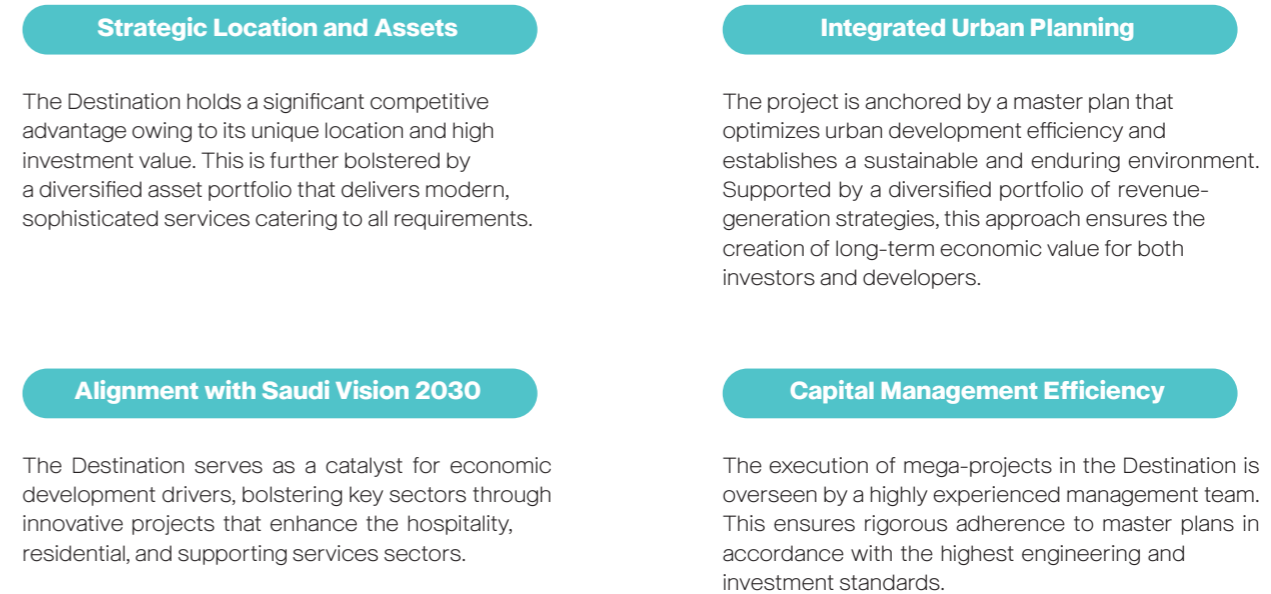 Strategic Location and Assets
The Destination holds a significant competitive
advantage owing to its unique location and high
investment value. This is further bolstered by
a diversified asset portfolio that delivers modern,
sophisticated services catering to all requirements.
Integrated Urban Planning
The project is anchored by a master plan that
optimizes urban development efficiency and
establishes a sustainable and enduring environment.
Supported by a diversified portfolio of revenue-
generation strategies, this approach ensures the
creation of long-term economic value for both
investors and developers.
Alignment with Saudi Vision 2030
The Destination serves as a catalyst for economic
development drivers, bolstering key sectors through
innovative projects that enhance the hospitality,
residential, and supporting services sectors.
Capital Management Efficiency
The execution of mega-projects in the Destination is
overseen by a highly experienced management team.
This ensures rigorous adherence to master plans in
accordance with the highest engineering and
investment standards.